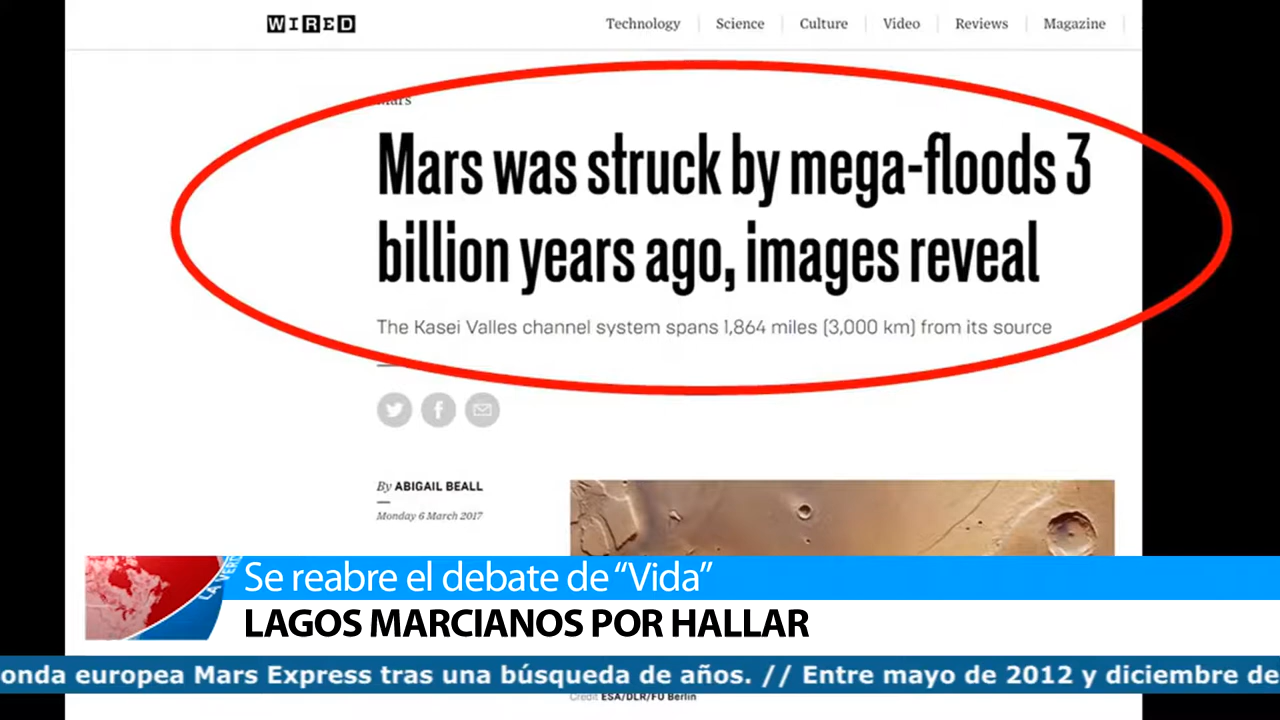 WIRED
Technology Science Culture Video Reviews Magazine
Mars
Mars was struck by mega-floods 3
billion years ago, images reveal
The Kasei Valles channel system spans 1,864 miles (3,000 km) from its source
By ABIGAIL BEALL
Monday 6 March 2017
LA VERD
Se reabre el debate de “Vida”
LAGOS MARCIANOS POR HALLAR
onda europea Mars Express tras una búsqueda de años. // Entre mayo de 2012 y diciembre de
Credit ESA/DLR/FU Berlin